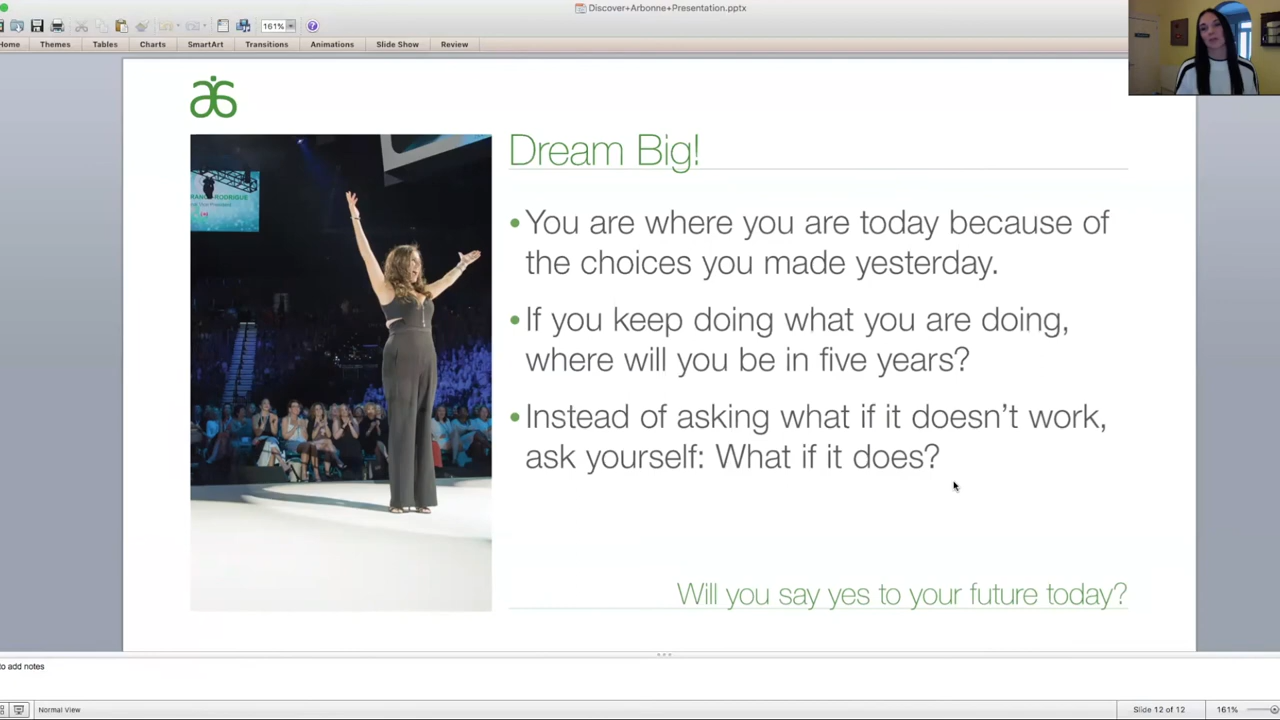 Discover+Arbonne+Presentation.pptx
161%
Home Themes Tables Charts SmartArt Transitions Animations Slide Show Review
RODRIGUE
Dream Big!
•You are where you are today because of
the choices you made yesterday.
•If you keep doing what you are doing,
where will you be in five years?
•Instead of asking what if it doesn't work,
ask yourself: What if it does?
Will you say yes to your future today?
to add notes
Normal View
Slide 12 of 12
161%